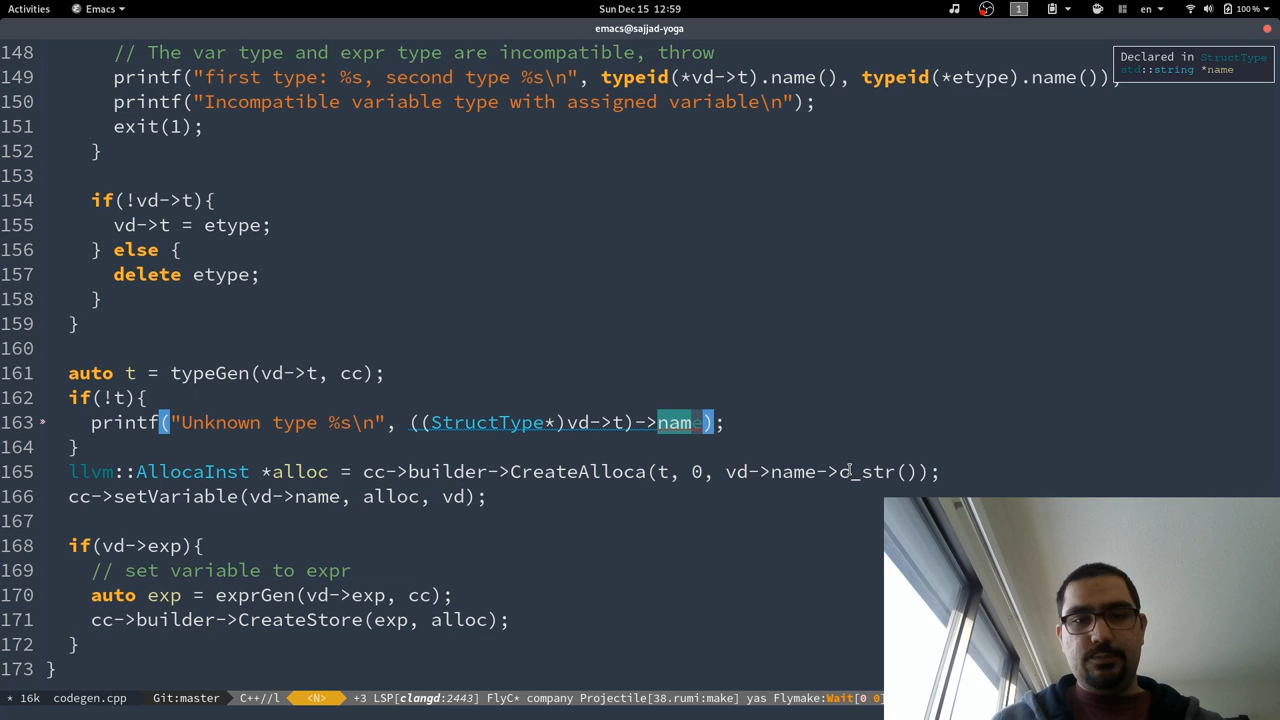 Activities Emacs Sun Dec 15 12:59 1 en 100 %
emacs@sajjad-yoga
148 // The var type and expr type are incompatible, throw
149 printf("first type: %s, second type %s\n", typeid(*vd->t).name(), typeid(*etype).name());
150 printf("Incompatible variable type with assigned variable\n");
151 exit(1);
152 }
153
154 if(!vd->t){
155 vd->t = etype;
156 } else {
157 delete etype;
158 }
159 }
160
161 auto t = typeGen(vd->t, cc);
162 if(!t){
163 printf("Unknown type %s\n", ((StructType*)vd->t)->name);
164 }
165 llvm::AllocaInst *alloc = cc->builder->CreateAlloca(t, 0, vd->name->c_str());
166 cc->setVariable(vd->name, alloc, vd);
167
168 if(vd->exp){
169 // set variable to expr
170 auto exp = exprGen(vd->exp, cc);
171 cc->builder->CreateStore(exp, alloc);
172 }
173 }
Declared in StructType
std::string *name
* 16k codegen.cpp Git:master C++//l <N> +3 LSP[clangd:2443] FlyC* company Projectile[38.rumi:make] yas Flymake:Wait[0 0]